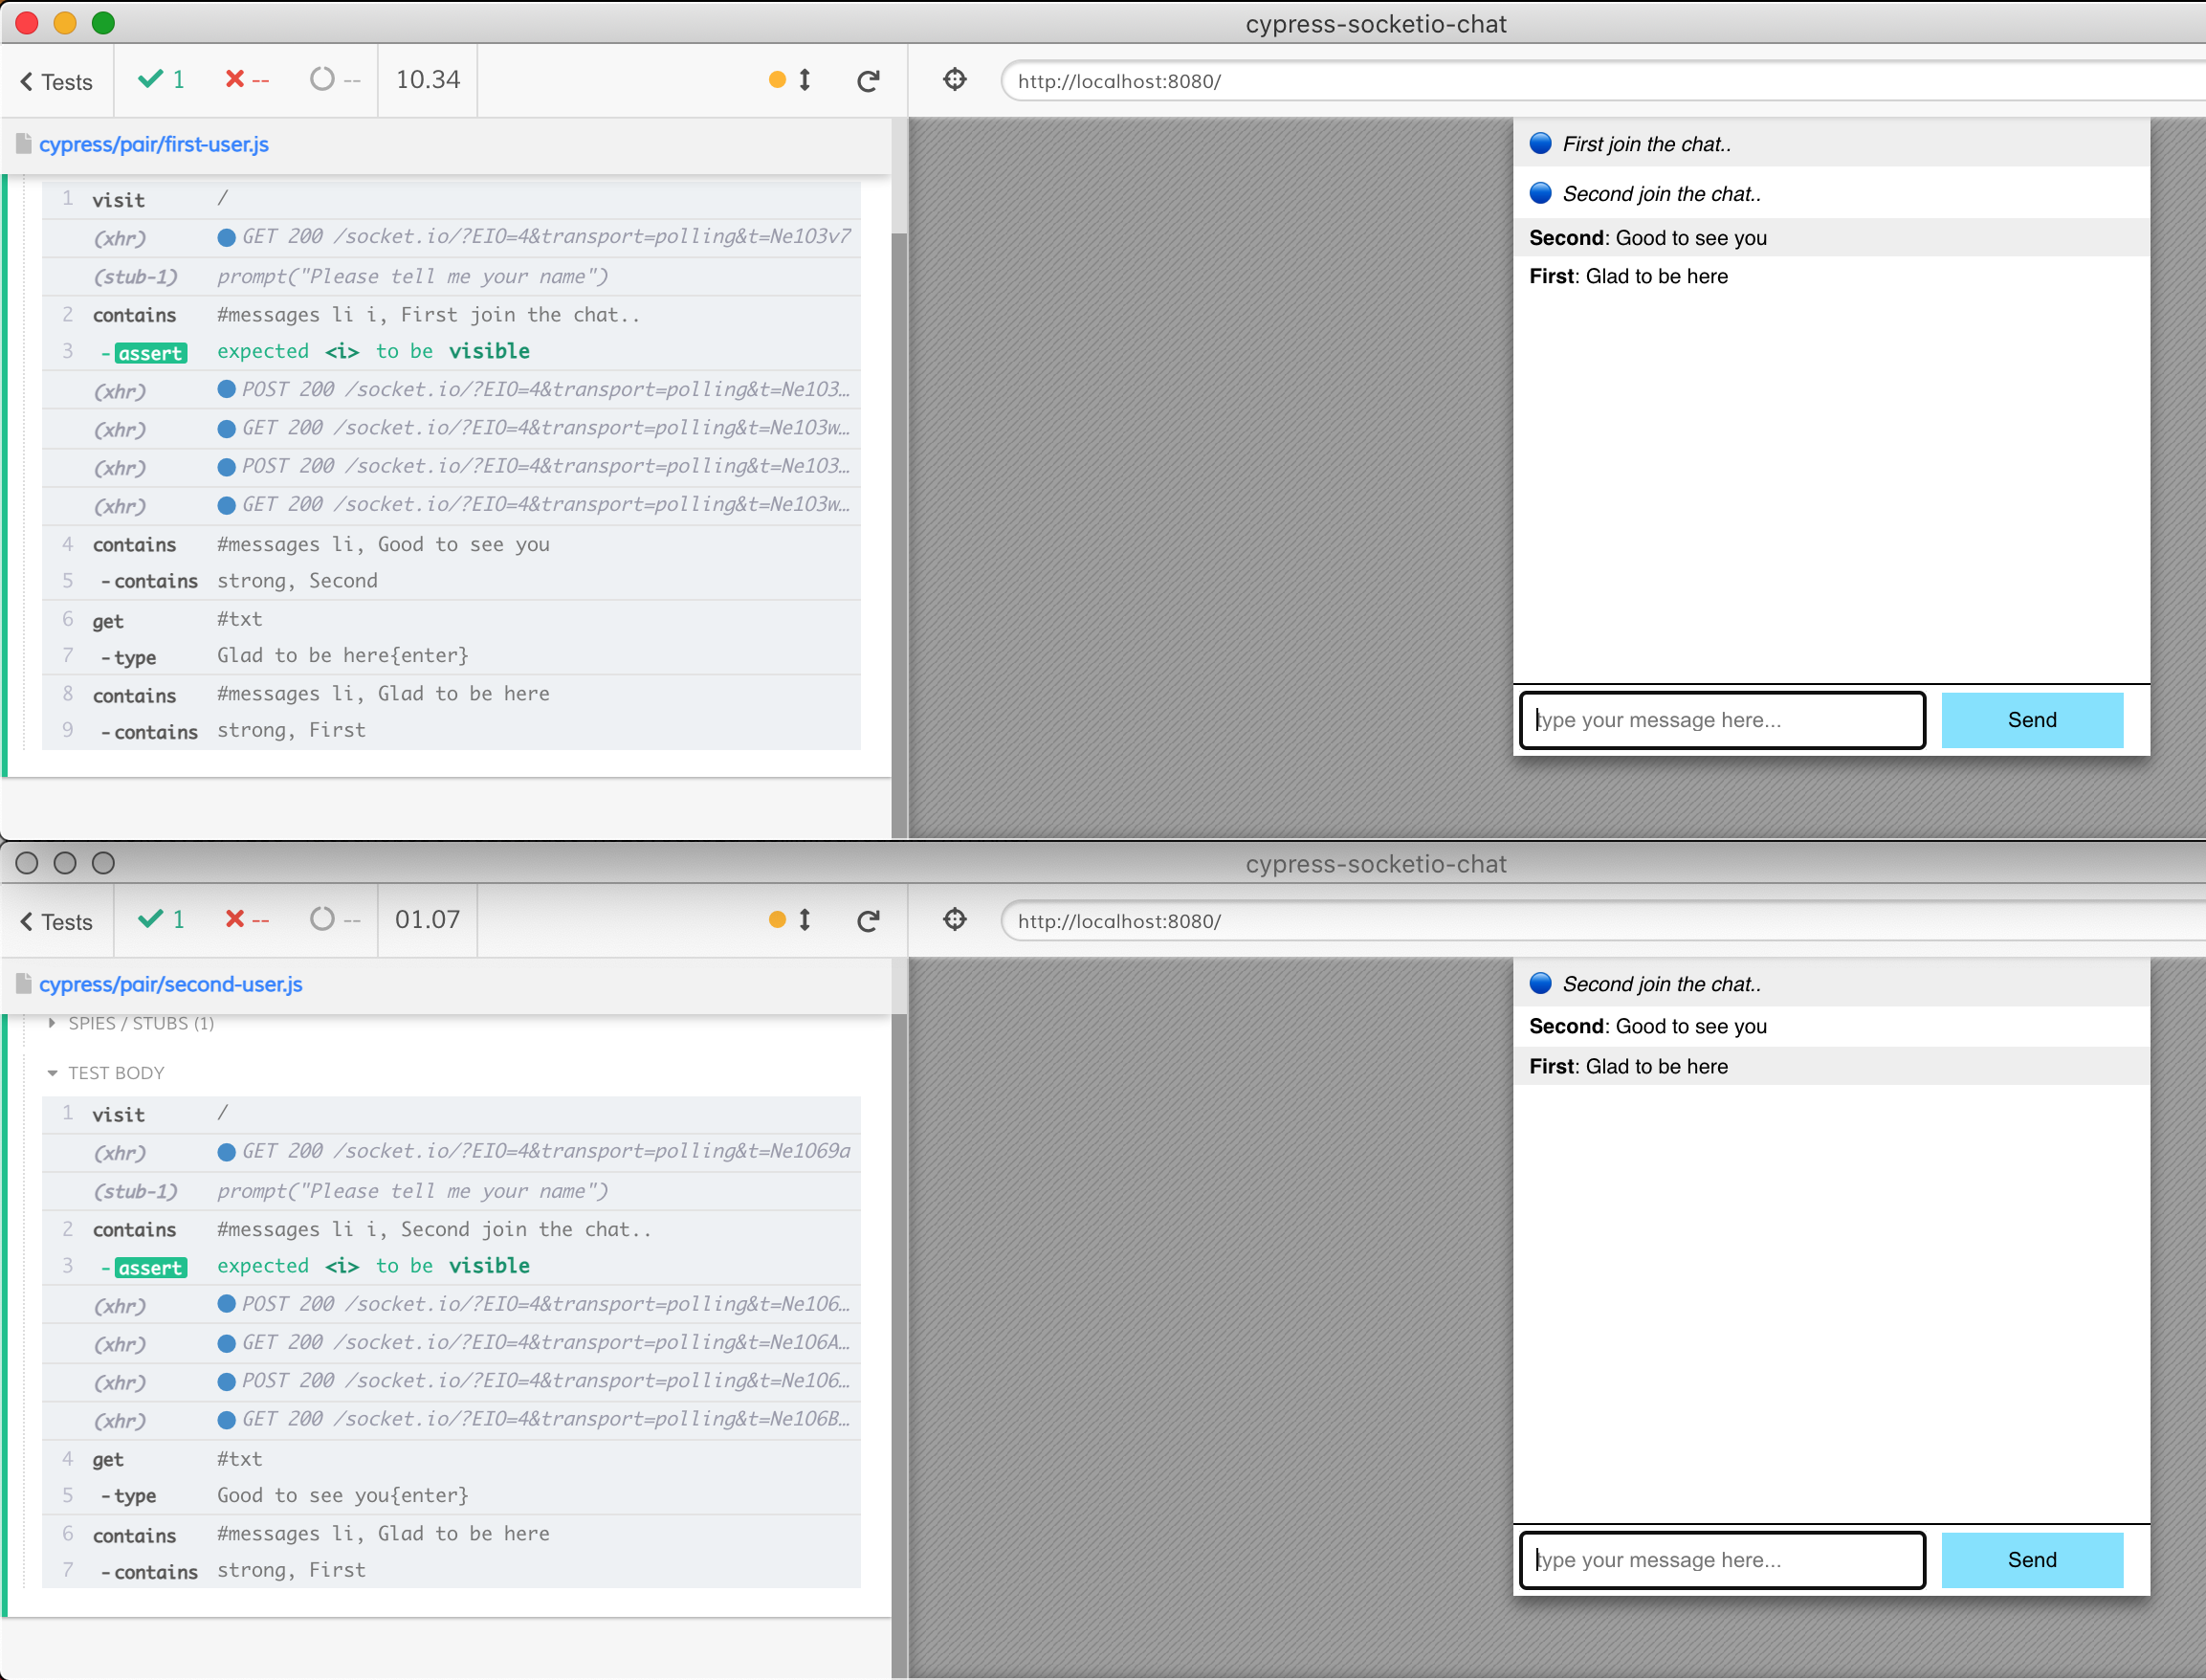 cypress-socketio-chat
Tests 1 -- -- 10.34
http://localhost:8080/
cypress/pair/first-user.js
1 visit /
(xhr) GET 200 /socket.io/?EIO=4&transport=polling&t=Ne1O3v7
(stub-1) prompt("Please tell me your name")
2 contains #messages li i, First join the chat..
3 -assert expected <i> to be visible
(xhr) POST 200 /socket.io/?EIO=4&transport=polling&t=Ne1O3…
(xhr) GET 200 /socket.io/?EIO=4&transport=polling&t=Ne1O3w…
(xhr) POST 200 /socket.io/?EIO=4&transport=polling&t=Ne1O3…
(xhr) GET 200 /socket.io/?EIO=4&transport=polling&t=Ne1O3w…
4 contains #messages li, Good to see you
5 -contains strong, Second
6 get #txt
7 -type Glad to be here{enter}
8 contains #messages li, Glad to be here
9 -contains strong, First
First join the chat..
Second join the chat..
Second: Good to see you
First: Glad to be here
type your message here...
Send
cypress-socketio-chat
Tests 1 -- -- 01.07
http://localhost:8080/
cypress/pair/second-user.js
SPIES / STUBS (1)
TEST BODY
1 visit /
(xhr) GET 200 /socket.io/?EIO=4&transport=polling&t=Ne1O69a
(stub-1) prompt("Please tell me your name")
2 contains #messages li i, Second join the chat..
3 -assert expected <i> to be visible
(xhr) POST 200 /socket.io/?EIO=4&transport=polling&t=Ne1O6…
(xhr) GET 200 /socket.io/?EIO=4&transport=polling&t=Ne1O6A…
(xhr) POST 200 /socket.io/?EIO=4&transport=polling&t=Ne1O6…
(xhr) GET 200 /socket.io/?EIO=4&transport=polling&t=Ne1O6B…
4 get #txt
5 -type Good to see you{enter}
6 contains #messages li, Glad to be here
7 -contains strong, First
Second join the chat..
Second: Good to see you
First: Glad to be here
type your message here...
Send